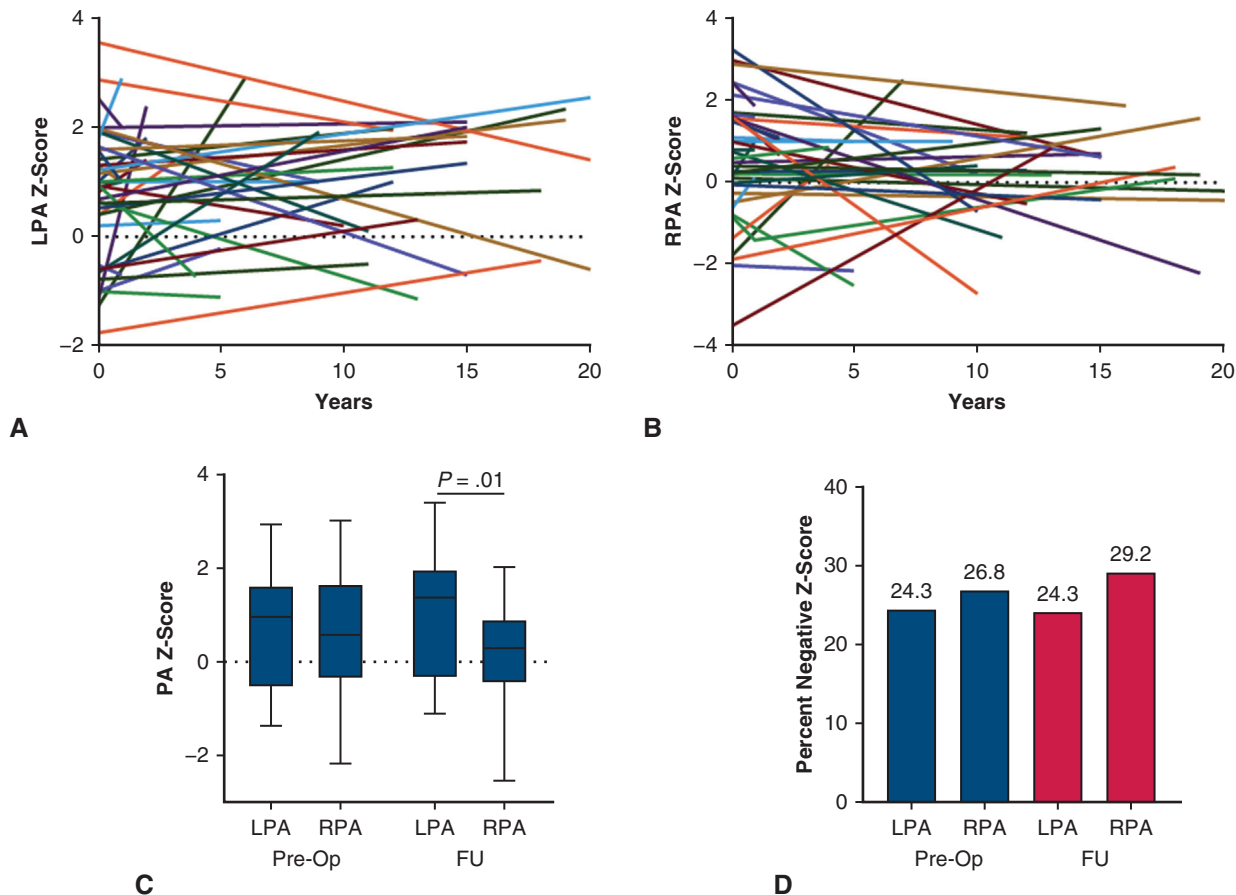 4
2
0
−2
LPA Z-Score
0
5
10
15
20
Years
A
4
2
0
−2
−4
RPA Z-Score
0
5
10
15
20
Years
B
4
2
0
−2
PA Z-Score
P = .01
LPA RPA LPA RPA
Pre-Op FU
C
40
30
20
10
0
Percent Negative Z-Score
24.3
26.8
24.3
29.2
LPA RPA LPA RPA
Pre-Op FU
D